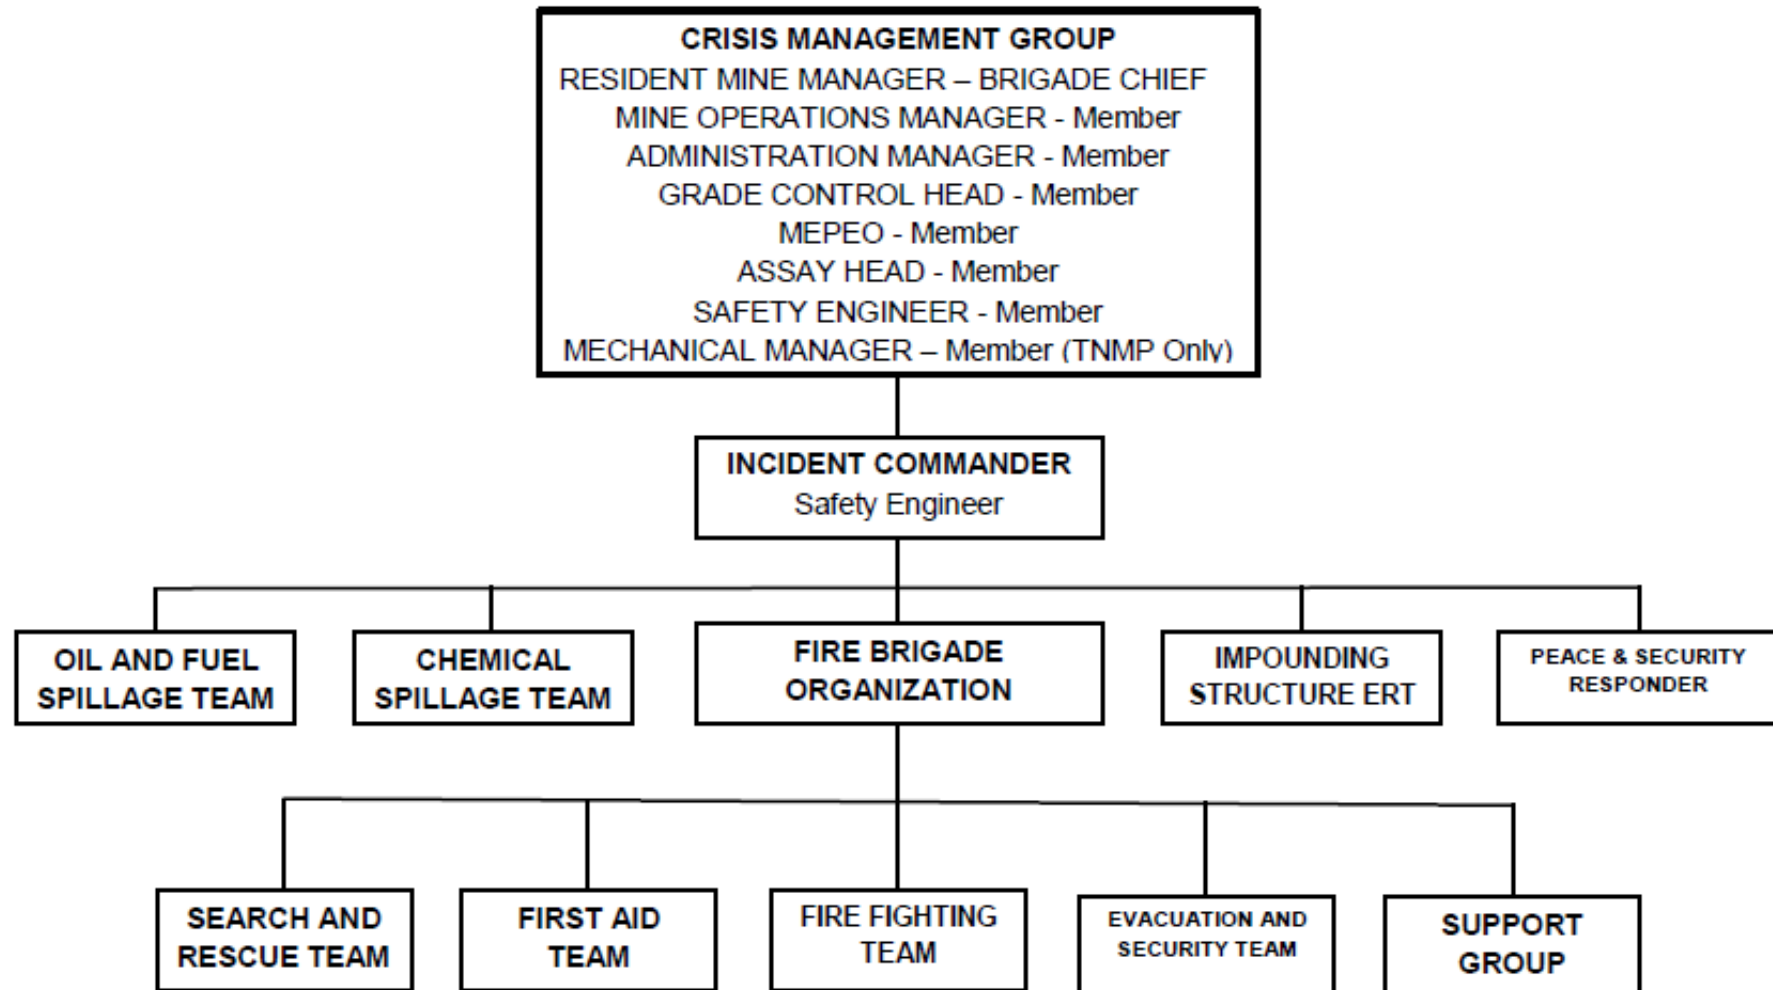 CRISIS MANAGEMENT GROUP
RESIDENT MINE MANAGER – BRIGADE CHIEF
MINE OPERATIONS MANAGER - Member
ADMINISTRATION MANAGER - Member
GRADE CONTROL HEAD - Member
MEPEO - Member
ASSAY HEAD - Member
SAFETY ENGINEER - Member
MECHANICAL MANAGER – Member (TNMP Only)
INCIDENT COMMANDER
Safety Engineer
OIL AND FUEL
SPILLAGE TEAM
CHEMICAL
SPILLAGE TEAM
FIRE BRIGADE
ORGANIZATION
IMPOUNDING
STRUCTURE ERT
PEACE & SECURITY
RESPONDER
SEARCH AND
RESCUE TEAM
FIRST AID
TEAM
FIRE FIGHTING
TEAM
EVACUATION AND
SECURITY TEAM
SUPPORT
GROUP